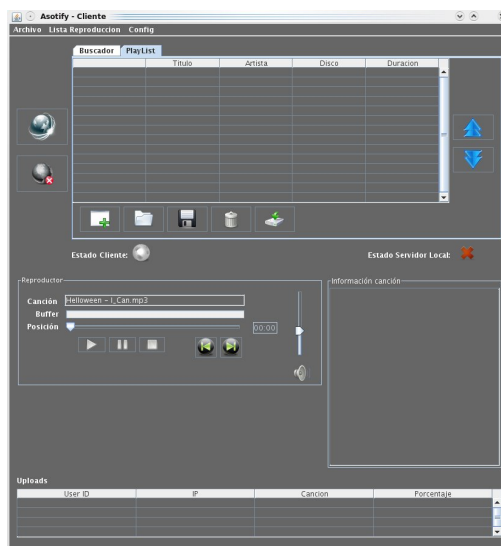 Asotify - Cliente
Archivo Lista Reproduccion Config
Buscador PlayList
Titulo Artista Disco Duracion
Estado Cliente: Estado Servidor Local:
Reproductor Información canción
Canción Helloween - I_Can.mp3
Buffer
Posición 00:00
Uploads
User ID IP Cancion Porcentaje